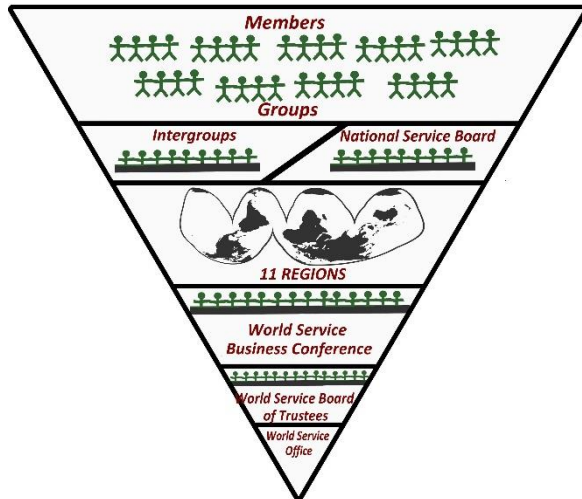 Members
Groups
Intergroups
National Service Board
11 REGIONS
World Service
Business Conference
World Service Board
of Trustees
World Service
Office